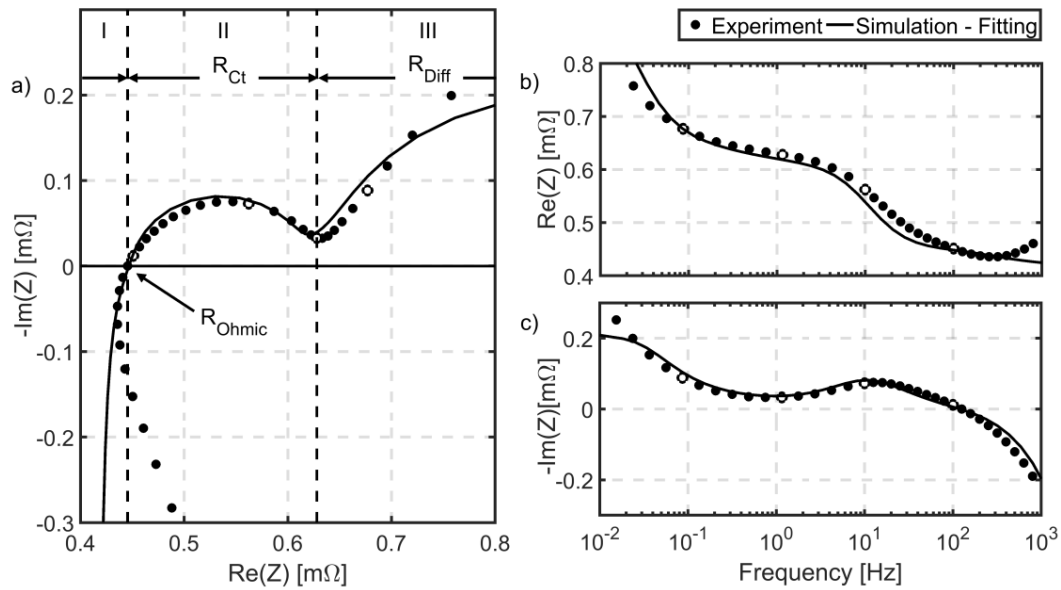 I II III
R_Ct R_Diff
a)
0.2
0.1
0
-0.1
-0.2
-0.3
-Im(Z) [mΩ]
R_Ohmic
0.4 0.5 0.6 0.7 0.8
Re(Z) [mΩ]
Experiment Simulation - Fitting
b)
0.8
0.7
0.6
0.5
0.4
Re(Z) [mΩ]
c)
0.2
0
-0.2
-Im(Z)[mΩ]
10^-2 10^-1 10^0 10^1 10^2 10^3
Frequency [Hz]